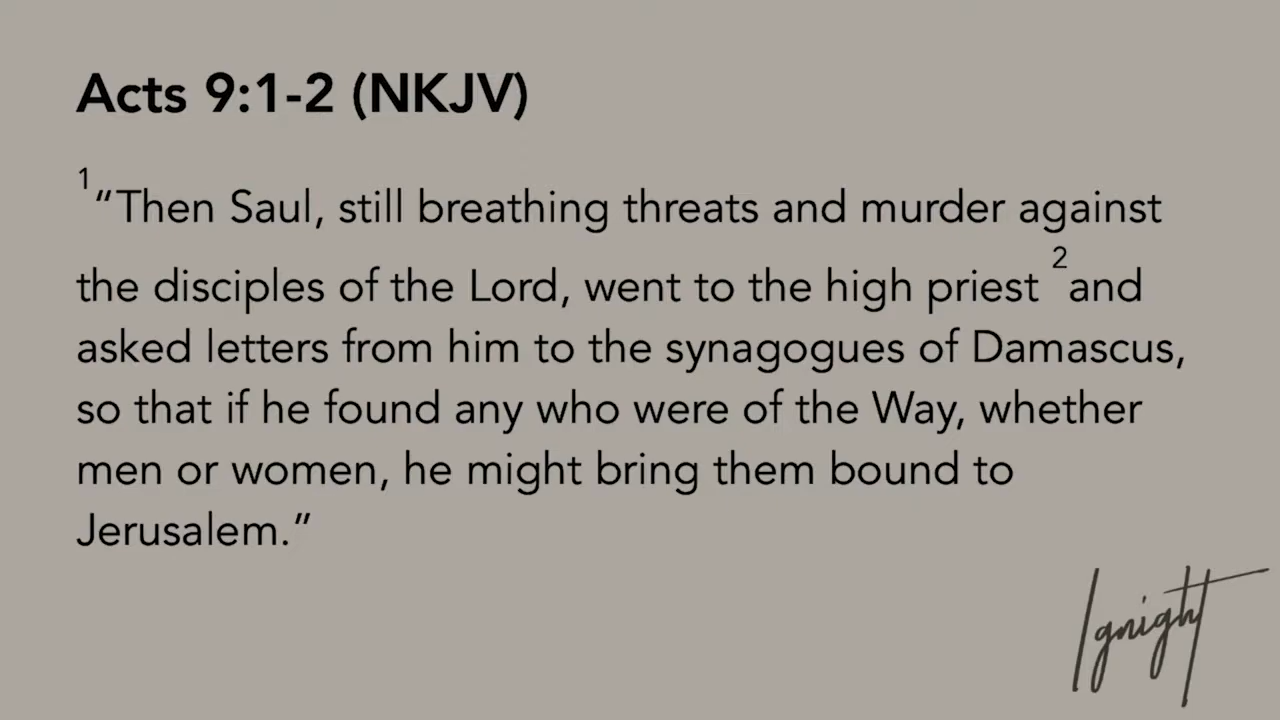 Acts 9:1-2 (NKJV)
1 “Then Saul, still breathing threats and murder against
the disciples of the Lord, went to the high priest 2 and
asked letters from him to the synagogues of Damascus,
so that if he found any who were of the Way, whether
men or women, he might bring them bound to
Jerusalem.”
Ignight